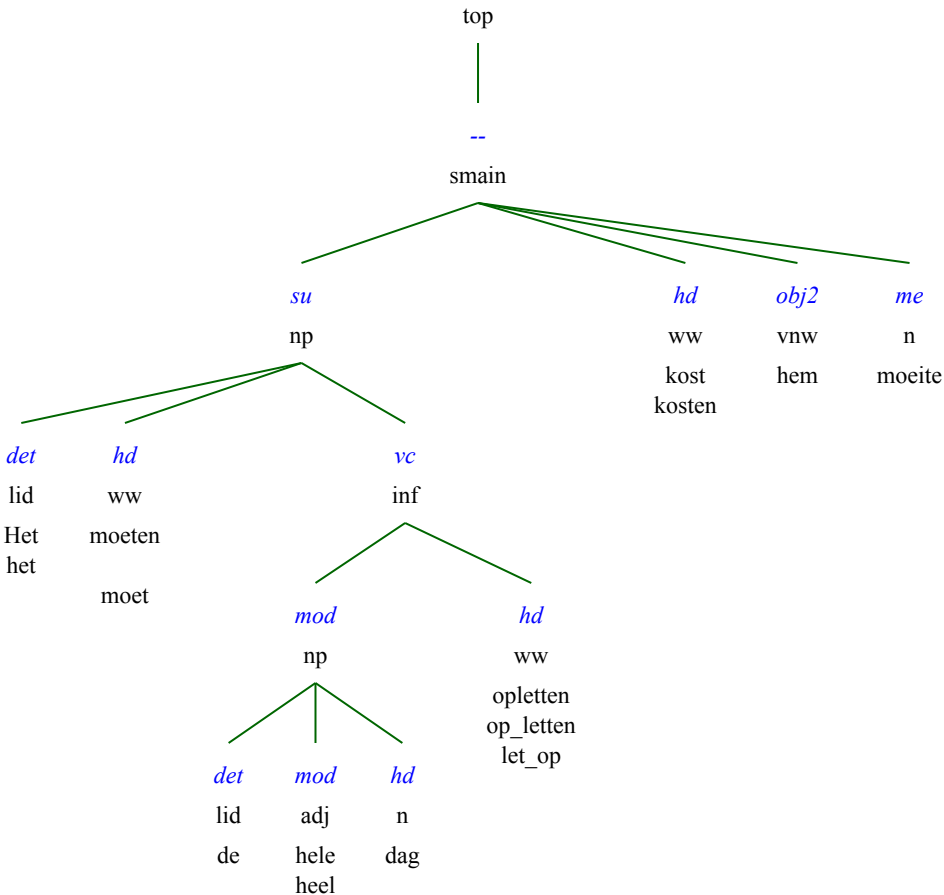 top
--
smain
su hd obj2 me
np ww vnw n
kost hem moeite
kosten
det hd vc
lid ww inf
Het moeten
het
moet
mod hd
np ww
opletten
op_letten
let_op
det mod hd
lid adj n
de hele dag
heel